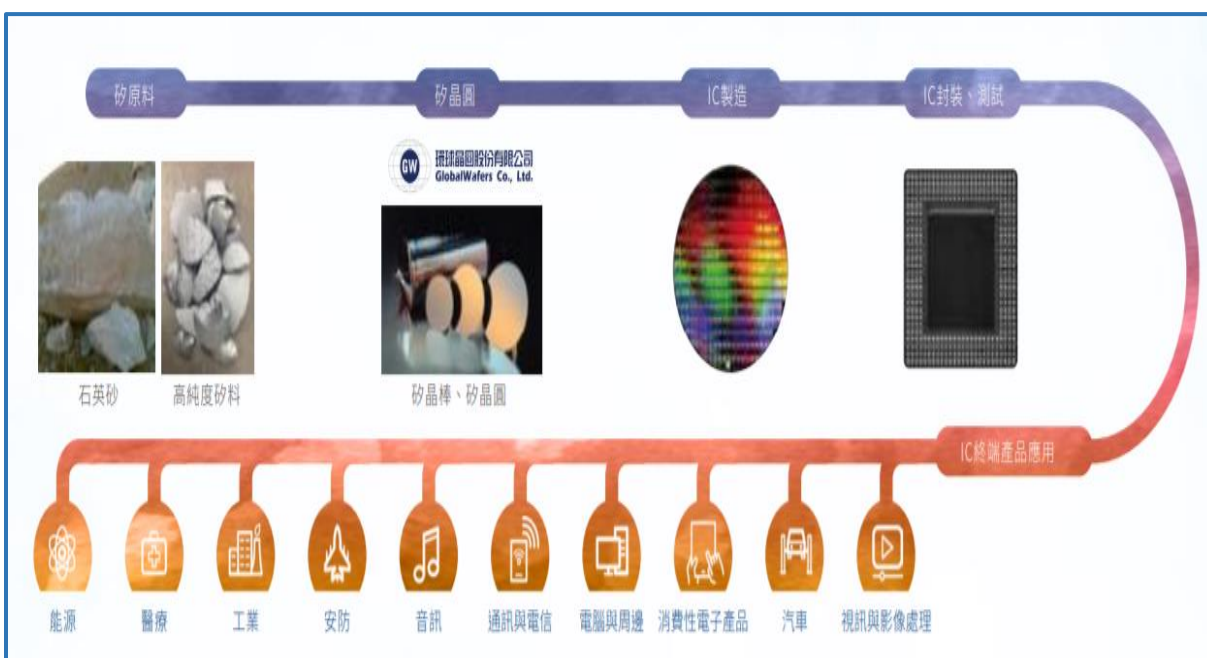 矽原料
矽晶圓
IC製造
IC封裝、測試
GW
環球晶圓股份有限公司
GlobalWafers Co., Ltd.
石英砂
高純度矽料
矽晶棒、矽晶圓
IC終端產品應用
能源
醫療
工業
安防
音訊
通訊與電信
電腦與周邊
消費性電子產品
汽車
視訊與影像處理